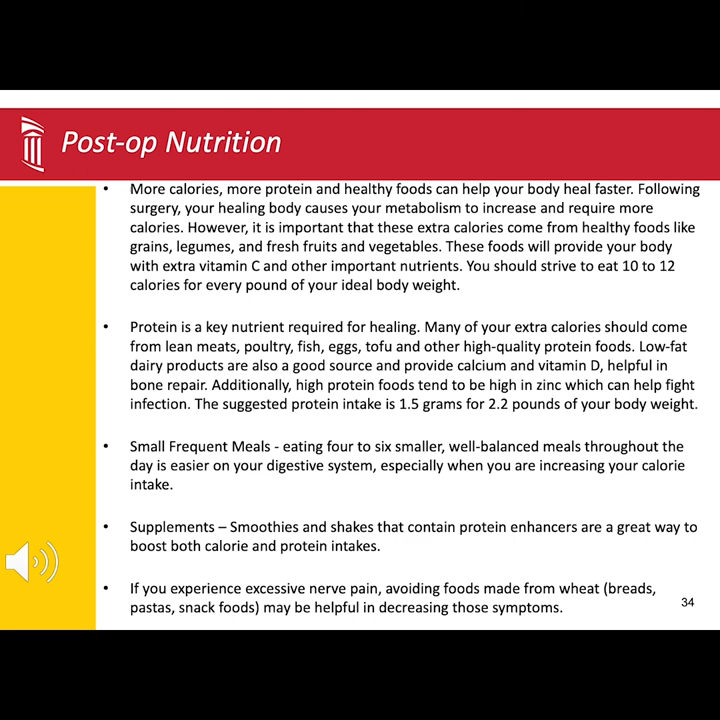 Post-op Nutrition
• More calories, more protein and healthy foods can help your body heal faster. Following
surgery, your healing body causes your metabolism to increase and require more
calories. However, it is important that these extra calories come from healthy foods like
grains, legumes, and fresh fruits and vegetables. These foods will provide your body
with extra vitamin C and other important nutrients. You should strive to eat 10 to 12
calories for every pound of your ideal body weight.
• Protein is a key nutrient required for healing. Many of your extra calories should come
from lean meats, poultry, fish, eggs, tofu and other high-quality protein foods. Low-fat
dairy products are also a good source and provide calcium and vitamin D, helpful in
bone repair. Additionally, high protein foods tend to be high in zinc which can help fight
infection. The suggested protein intake is 1.5 grams for 2.2 pounds of your body weight.
• Small Frequent Meals - eating four to six smaller, well-balanced meals throughout the
day is easier on your digestive system, especially when you are increasing your calorie
intake.
• Supplements – Smoothies and shakes that contain protein enhancers are a great way to
boost both calorie and protein intakes.
• If you experience excessive nerve pain, avoiding foods made from wheat (breads,
pastas, snack foods) may be helpful in decreasing those symptoms.
34